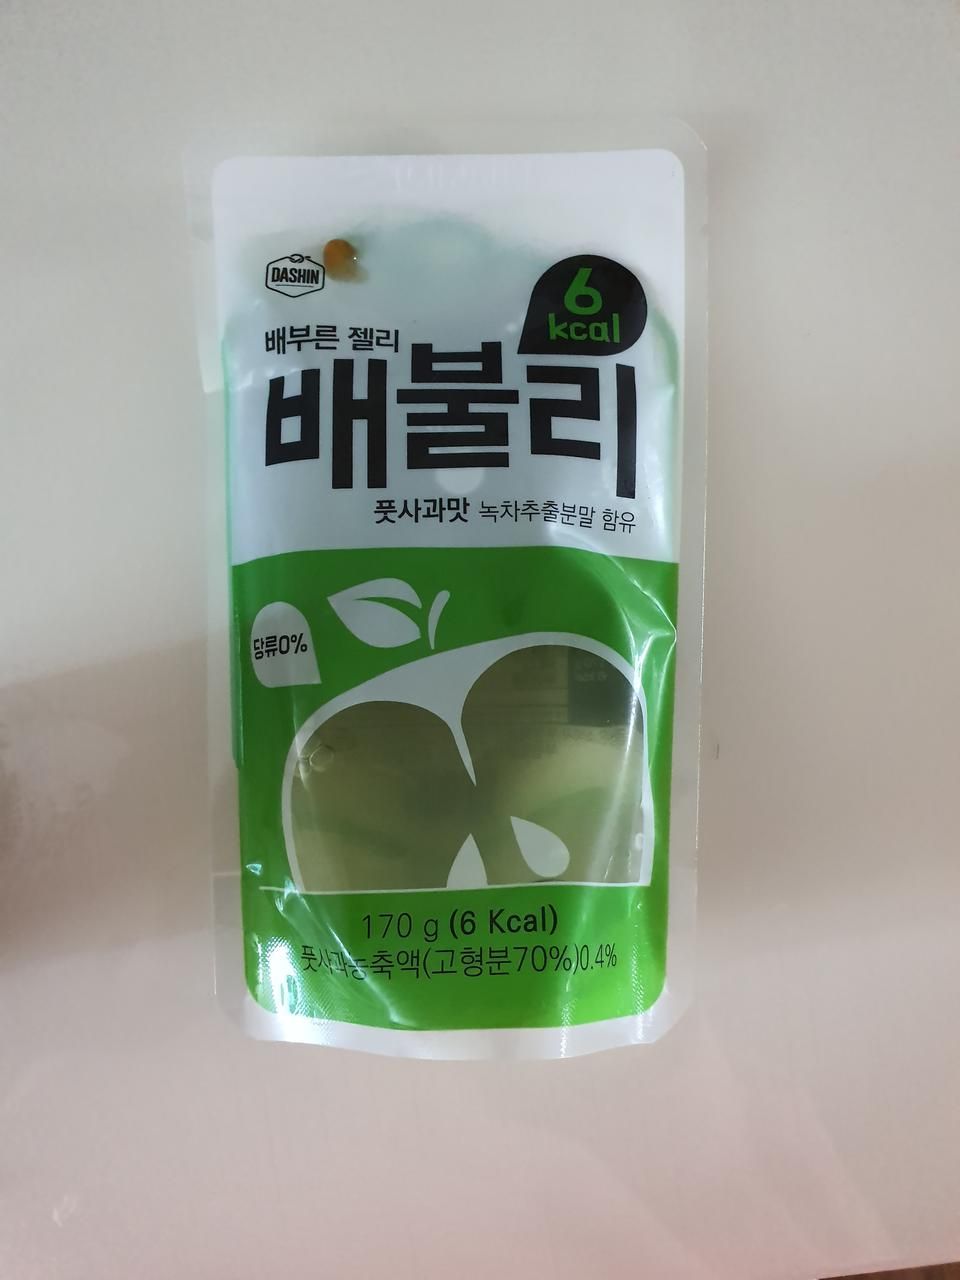 DASHIN
6
kcal
배부른 젤리
배불리
풋사과맛 녹차추출분말 함유
당류0%
170 g (6 Kcal)
풋사과농축액(고형분70%)0.4%